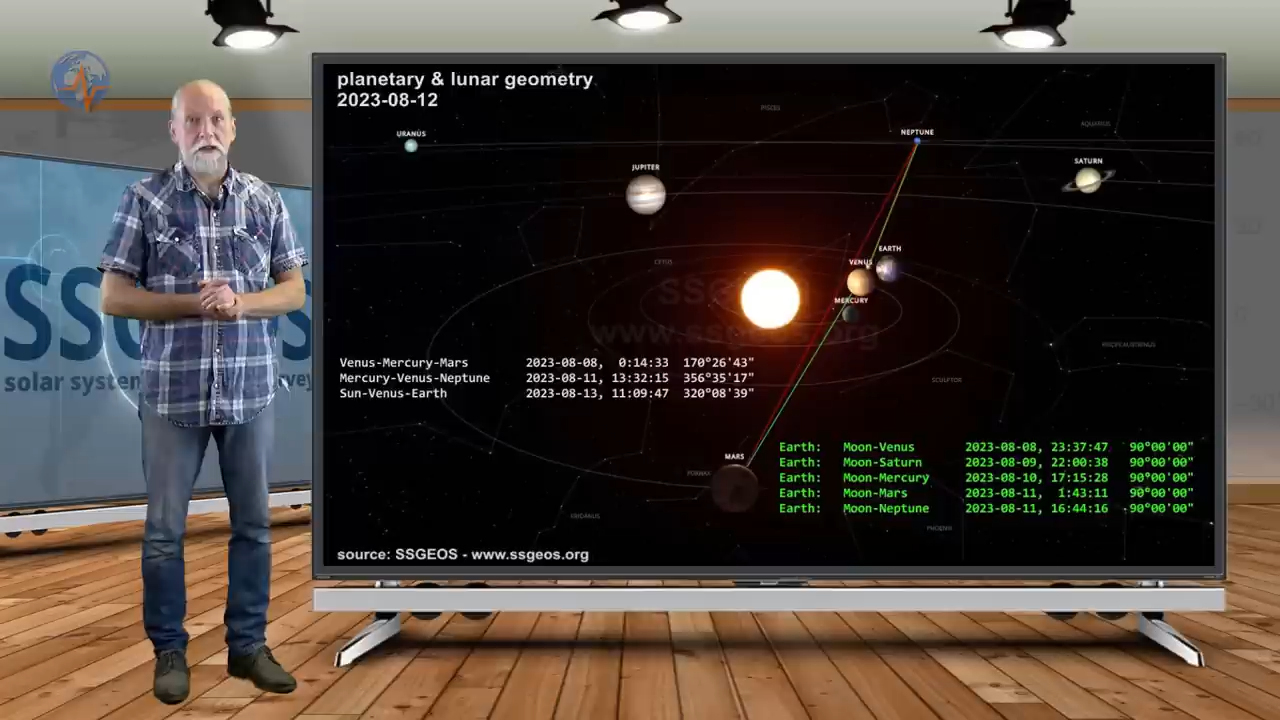 planetary & lunar geometry
2023-08-12
PISCES
AQUARIUS
NEPTUNE
URANUS
SATURN
JUPITER
EARTH
CETUS
VENUS
MERCURY
www.ssgeos.org
SCULPTOR
Venus-Mercury-Mars 2023-08-08, 0:14:33 170°26'43"
Mercury-Venus-Neptune 2023-08-11, 13:32:15 356°35'17"
Sun-Venus-Earth 2023-08-13, 11:09:47 320°08'39"
MARS
FORNAX
ERIDANUS
Earth: Moon-Venus 2023-08-08, 23:37:47 90°00'00"
Earth: Moon-Saturn 2023-08-09, 22:00:38 90°00'00"
Earth: Moon-Mercury 2023-08-10, 17:15:28 90°00'00"
Earth: Moon-Mars 2023-08-11, 1:43:11 90°00'00"
Earth: Moon-Neptune 2023-08-11, 16:44:16 90°00'00"
source: SSGEOS - www.ssgeos.org